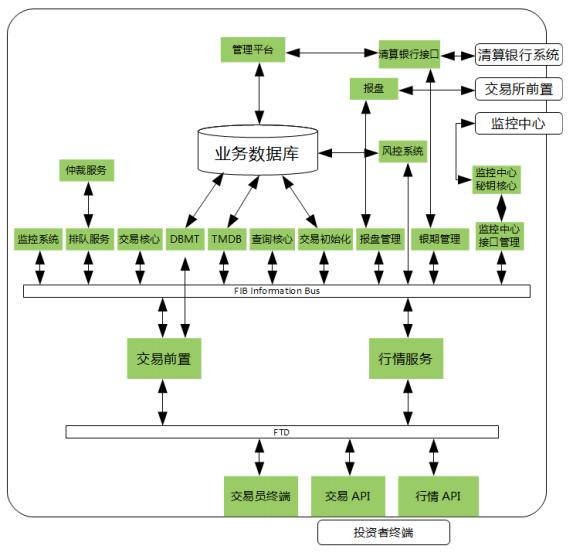 管理平台
清算银行接口
清算银行系统
报盘
交易所前置
监控中心
业务数据库
风控系统
仲裁服务
监控中心
秘钥核心
监控系统
排队服务
交易核心
DBMT
TMDB
查询核心
交易初始化
报盘管理
银期管理
监控中心
接口管理
FIB Information Bus
交易前置
行情服务
FTD
交易员终端
交易 API
行情 API
投资者终端